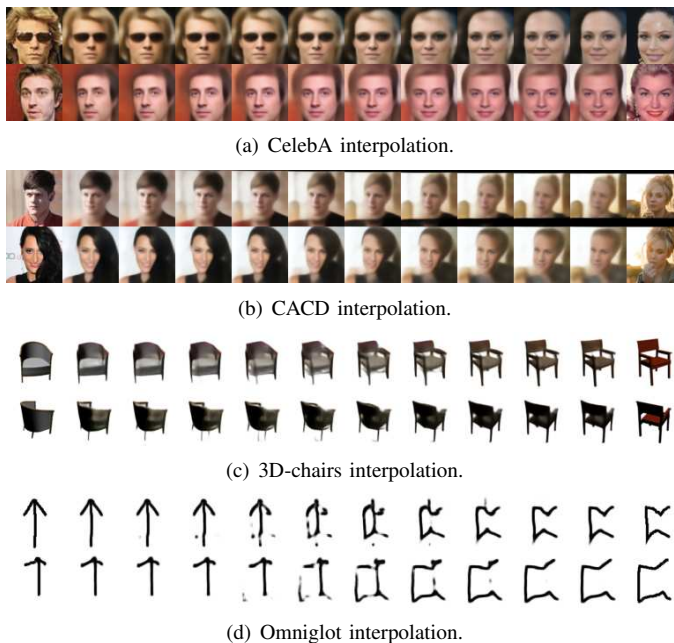 (a) CelebA interpolation.
(b) CACD interpolation.
(c) 3D-chairs interpolation.
(d) Omniglot interpolation.